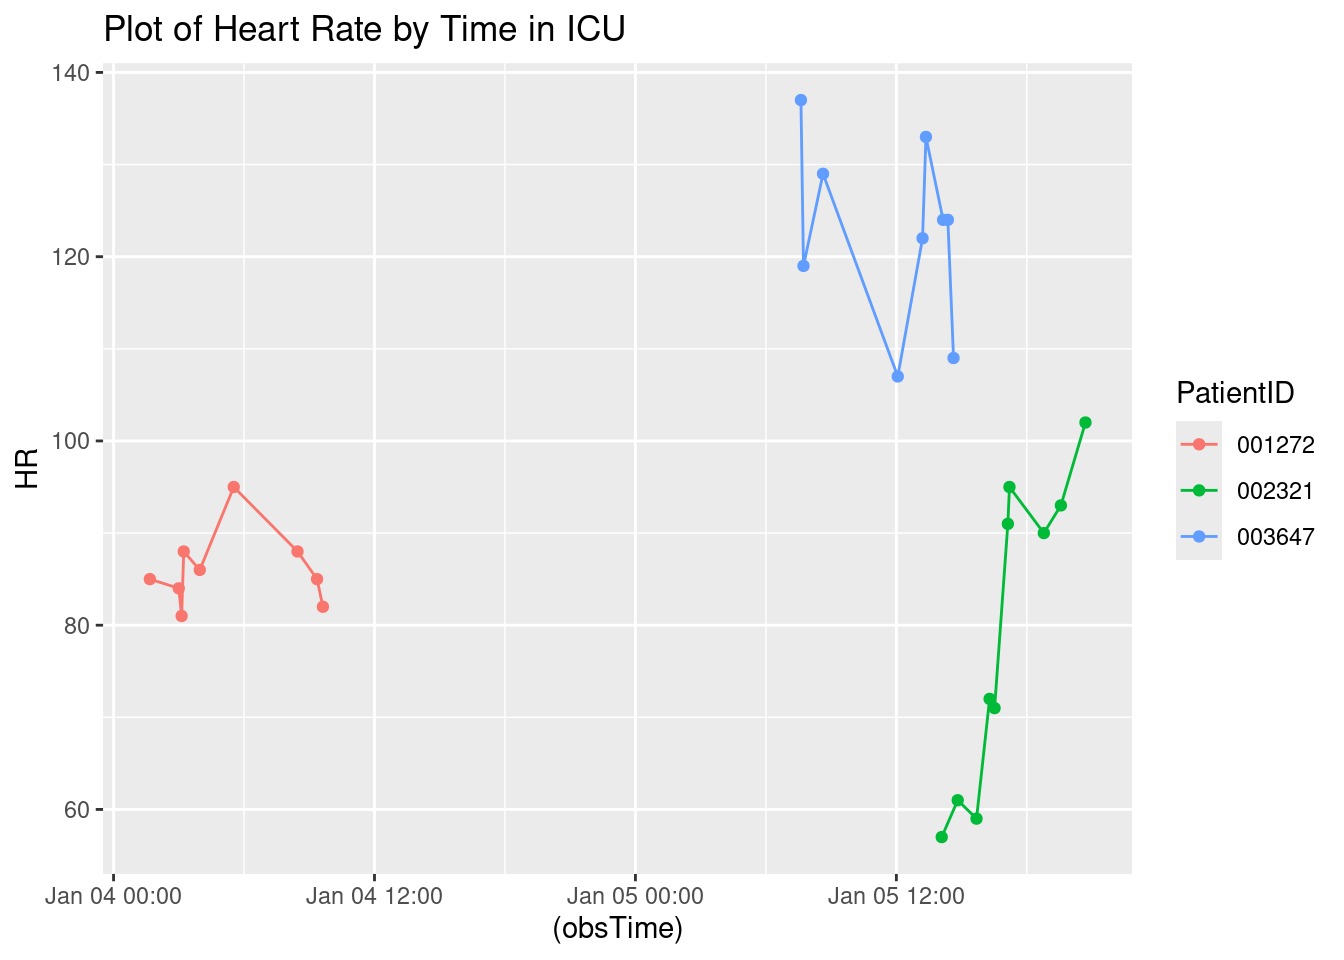 Plot of Heart Rate by Time in ICU
140
120
100
80
60
HR
Jan 04 00:00
Jan 04 12:00
Jan 05 00:00
Jan 05 12:00
(obsTime)
PatientID
001272
002321
003647